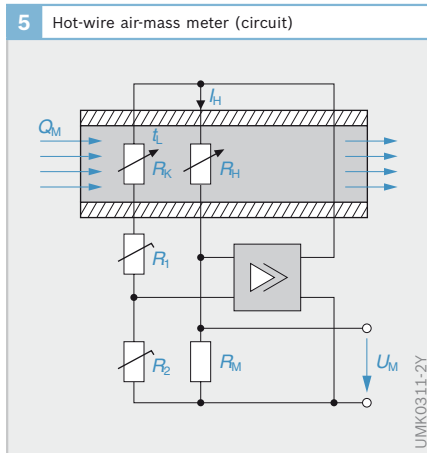 5 Hot-wire air-mass meter (circuit)
I_H
Q_M
t_L
R_K
R_H
R_1
R_2
R_M
U_M
UMK0311-2Y